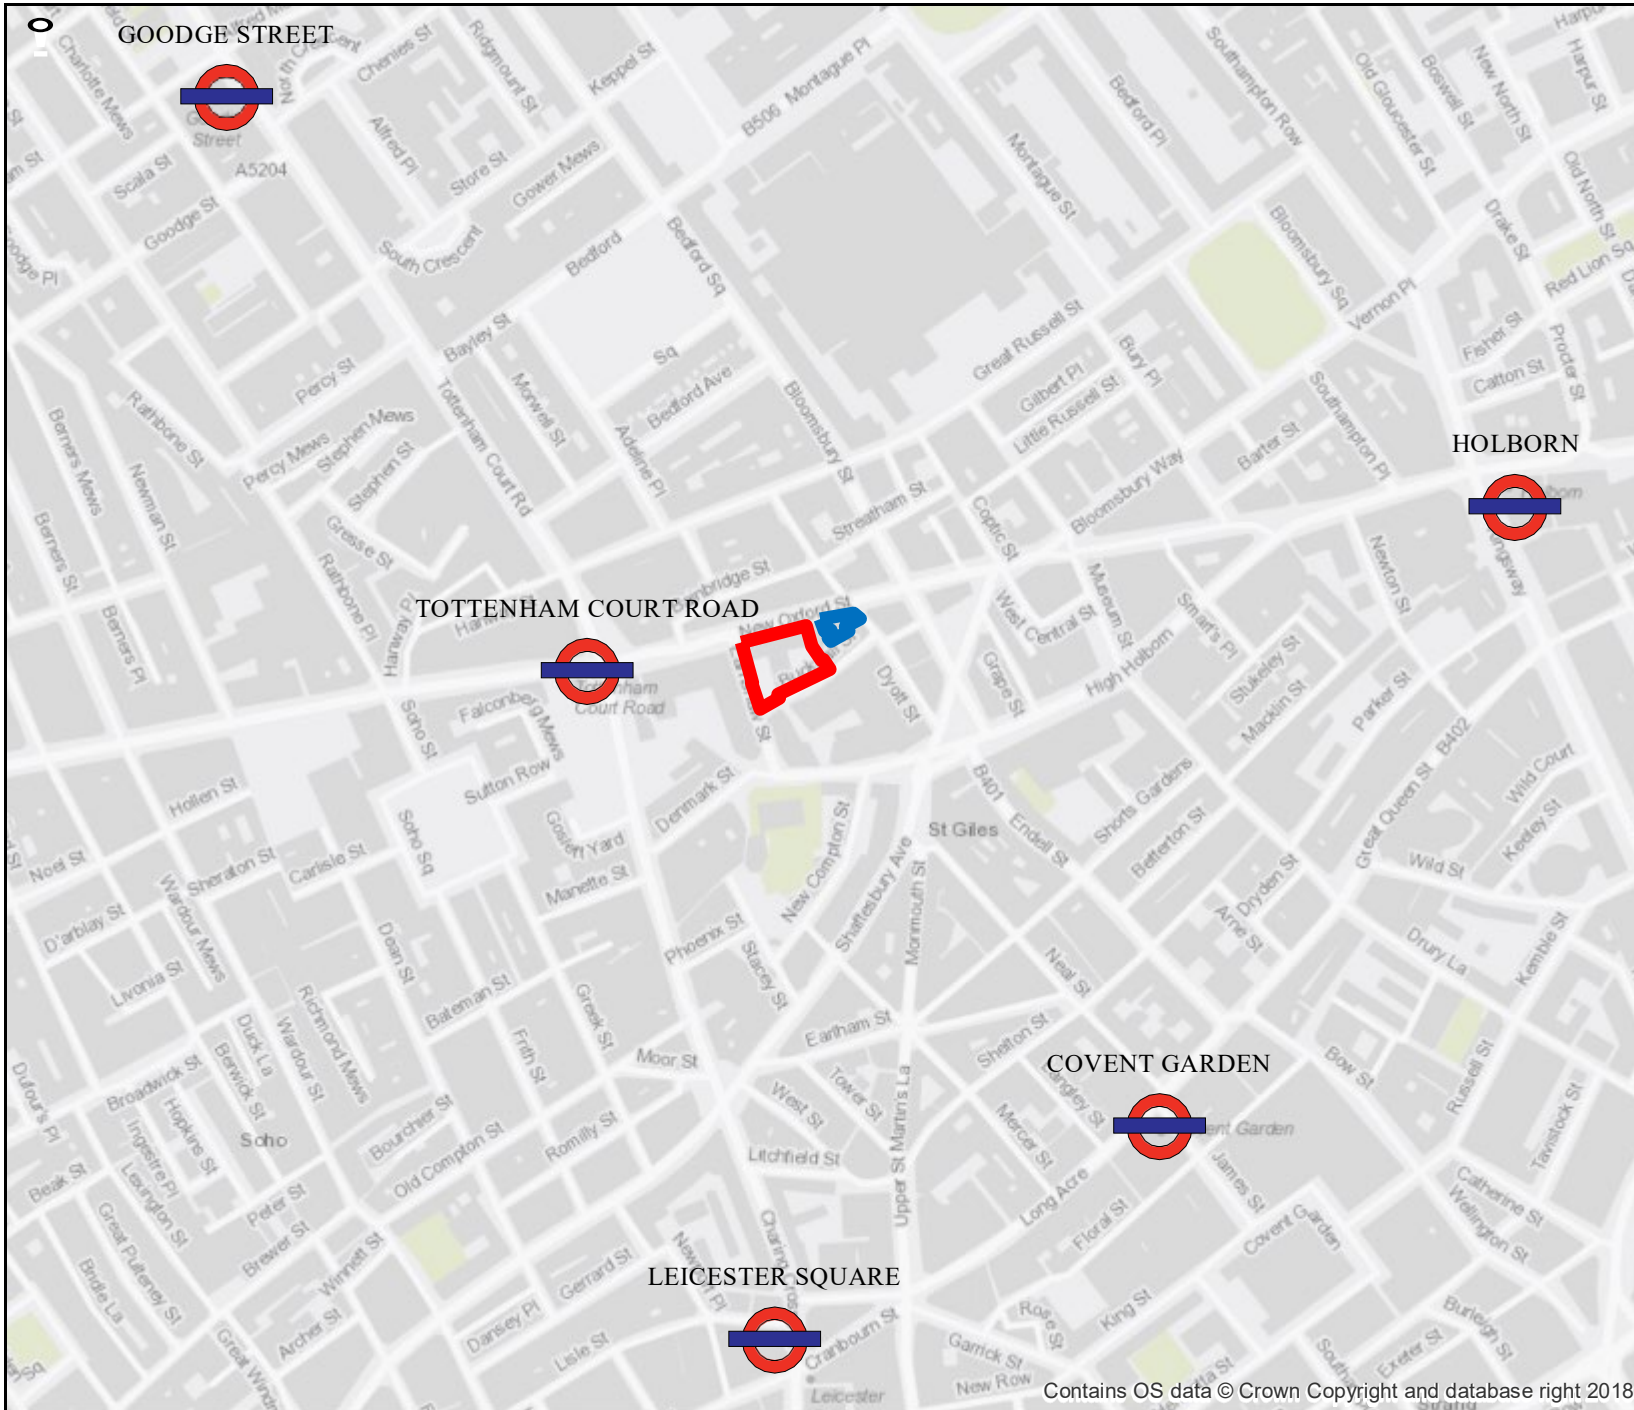 GOODGE STREET
Charlotte Mews
Chenies St
Ridgmount St
Keppel St
B506 Montague Pl
Southampton Row
Bedford Pl
Old Gloucester St
Boswell St
New North St
Harpur St
Street
A5204
Scala St
Goodge St
Alfred Pl
Store St
Gower Mews
South Crescent
Bedford
Bedford Sq
Montague St
Bloomsbury Sq
Vernon Pl
Drake St
Old North St
Red Lion Sq
Bayley St
Sq
Percy St
Great Russell St
Bury Pl
Gilbert Pl
Little Russell St
Fisher St
Catton St
Procter St
Southampton Pl
Barter St
Rathbone St
Berners Mews
Newman St
Percy Mews
Stephen Mews
Stephen St
Tottenham Court Rd
Morwell St
Bedford Ave
Adeline Pl
Bloomsbury St
Bloomsbury Way
HOLBORN
Streatham St
Coptic St
Berners St
Gresse St
Rathbone Pl
Hanway Pl
Berners Pl
TOTTENHAM COURT ROAD
New Oxford St
West Central St
Museum St
Smart's Pl
Newton St
High Holborn
Grape St
Stukeley St
Macklin St
Parker St
Dyott St
Tottenham
Court Road
Falconberg Mews
Soho St
Sutton Row
Hollen St
Denmark St
B401
B402
Endell St
Shorts Gardens
Betterton St
Great Queen St
Wild Court
Keeley St
Wild St
St Giles
Soho Sq
Goslett Yard
Manette St
New Compton St
Shaftesbury Ave
Monmouth St
Noel St
Sheraton St
Carlisle St
Wardour Mews
D'arblay St
Livonia St
Dean St
Bateman St
Greek St
Phoenix St
Stacey St
Neal St
Arne St
Dryden St
Drury La
Kemble St
Richmond Mews
Duck La
Wardour St
Berwick St
Frith St
Moor St
Earlham St
Shelton St
Tower St
West St
COVENT GARDEN
Bow St
Russell St
Tavistock St
Dufour's Pl
Broadwick St
Hopkins St
Ingestre Pl
Lexington St
Soho
Bourchier St
Old Compton St
Romilly St
Litchfield St
Upper St Martin's La
Mercer St
Long Acre
Floral St
James St
Covent Garden
Catherine St
Wellington St
Beak St
Peter St
Brewer St
Winnett St
Great Pulteney St
Bridle La
Archer St
Dansey Pl
Gerrard St
Lisle St
LEICESTER SQUARE
Cranbourn St
Leicester
Garrick St
New Row
Rose St
King St
Burleigh St
Exeter St
Contains OS data © Crown Copyright and database right 2018